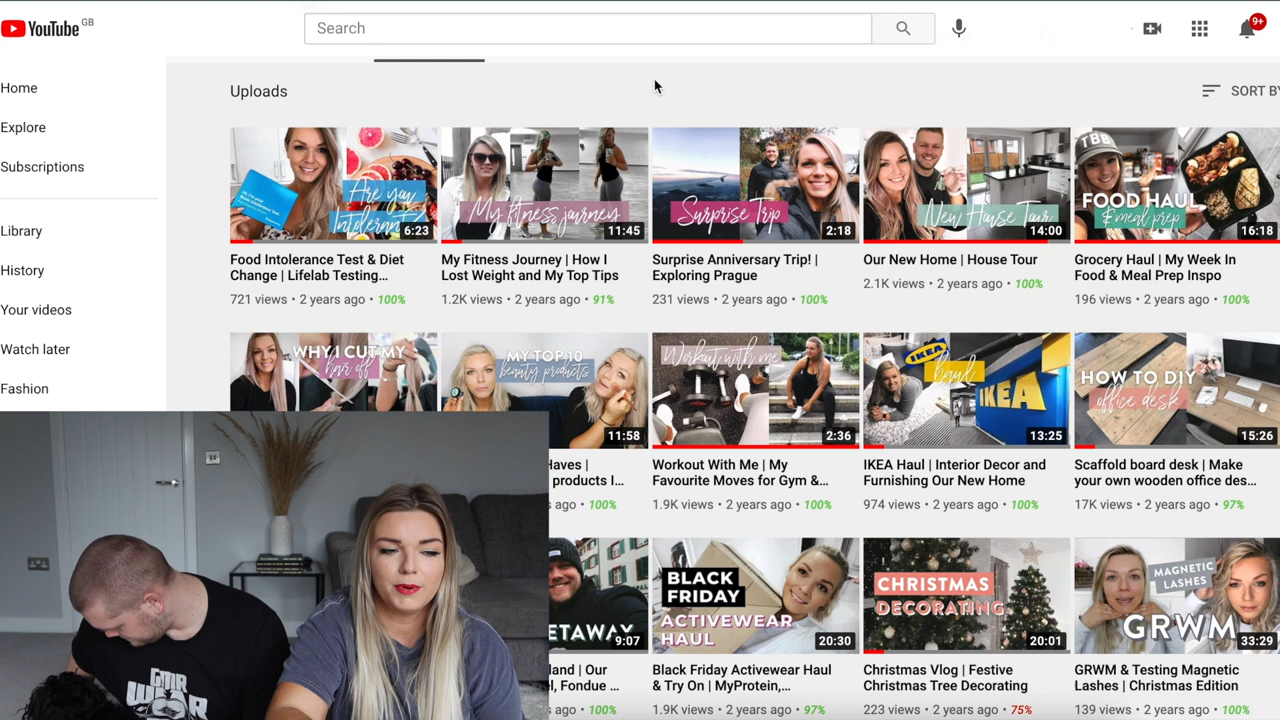 YouTube GB
Search
9+
Home
Explore
Subscriptions
Library
History
Your videos
Watch later
Fashion
Uploads
SORT BY
Are you
Intolerant
6:23
My fitness journey
11:45
Surprise Trip
2:18
New House Tour
14:00
TBB
FOOD HAUL
& meal prep
16:18
Food Intolerance Test & Diet
Change | Lifelab Testing...
721 views • 2 years ago • 100%
My Fitness Journey | How I
Lost Weight and My Top Tips
1.2K views • 2 years ago • 91%
Surprise Anniversary Trip! |
Exploring Prague
231 views • 2 years ago • 100%
Our New Home | House Tour
2.1K views • 2 years ago • 100%
Grocery Haul | My Week In
Food & Meal Prep Inspo
196 views • 2 years ago • 100%
WHY I CUT MY
hair off
MY TOP 10
beauty products
11:58
Workout with me
2:36
IKEA
haul
IKEA
13:25
HOW TO DIY
office desk
15:26
Haves |
products I...
ago • 100%
Workout With Me | My
Favourite Moves for Gym &...
1.9K views • 2 years ago • 100%
IKEA Haul | Interior Decor and
Furnishing Our New Home
974 views • 2 years ago • 100%
Scaffold board desk | Make
your own wooden office des...
17K views • 2 years ago • 97%
ETAWAY
9:07
BLACK
FRIDAY
ACTIVEWEAR
HAUL
20:30
CHRISTMAS
DECORATING
20:01
MAGNETIC
LASHES
GRWM
33:29
land | Our
l, Fondue ...
ago • 100%
Black Friday Activewear Haul
& Try On | MyProtein,...
1.9K views • 2 years ago • 97%
Christmas Vlog | Festive
Christmas Tree Decorating
223 views • 2 years ago • 75%
GRWM & Testing Magnetic
Lashes | Christmas Edition
139 views • 2 years ago • 100%